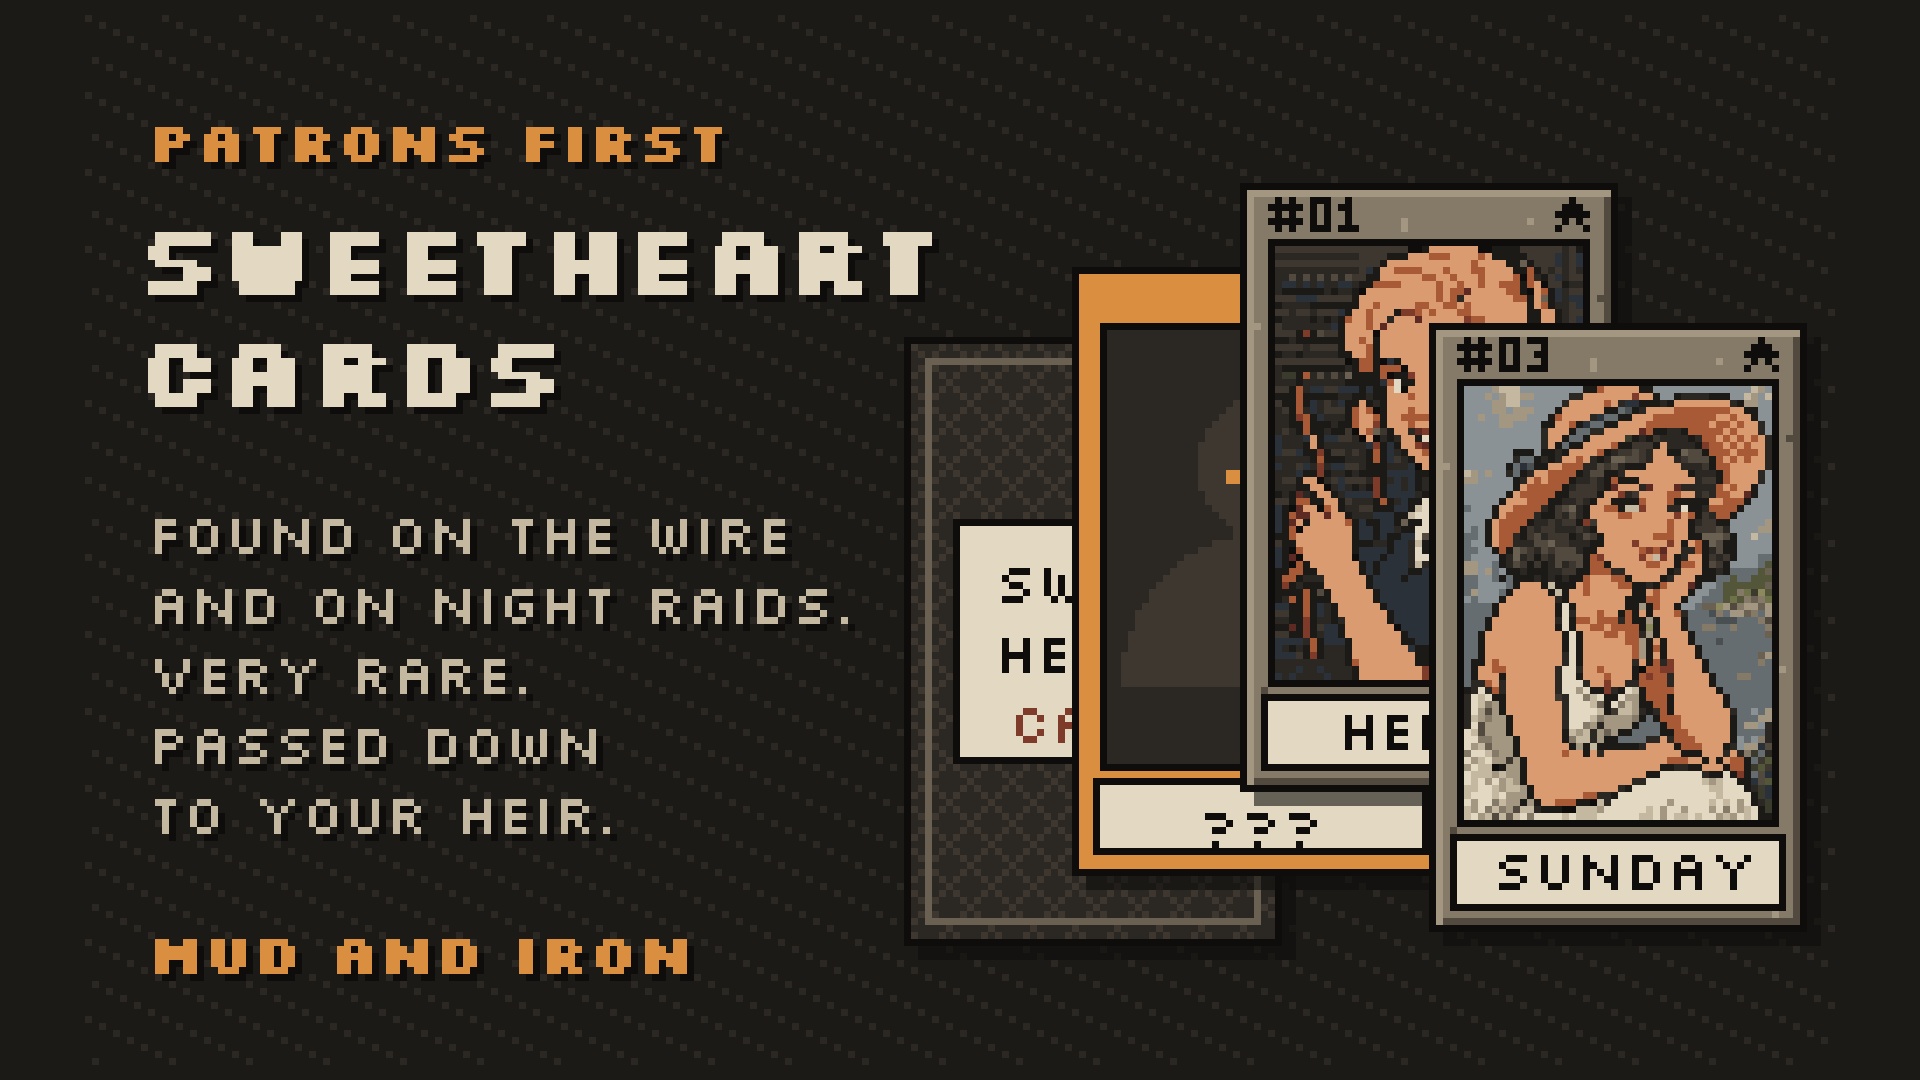 PATRONS FIRST
SWEETHEART
CARDS
FOUND ON THE WIRE
AND ON NIGHT RAIDS.
VERY RARE.
PASSED DOWN
TO YOUR HEIR.
MUD AND IRON
#01
#03
???
SUNDAY